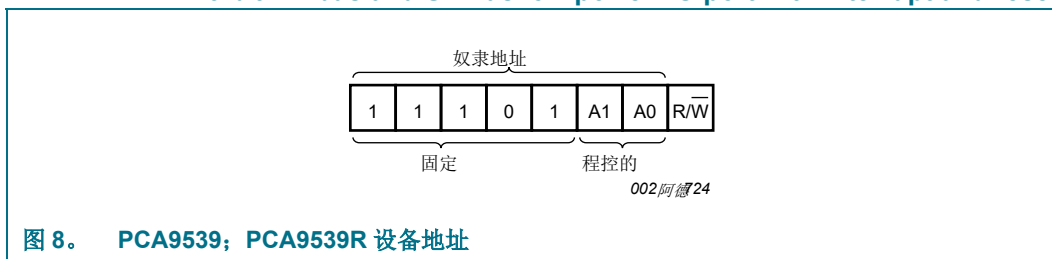 奴隶地址
1 1 1 0 1 A1 A0 R/W̅
固定 程控的
002阿德724
图 8。 PCA9539；PCA9539R 设备地址